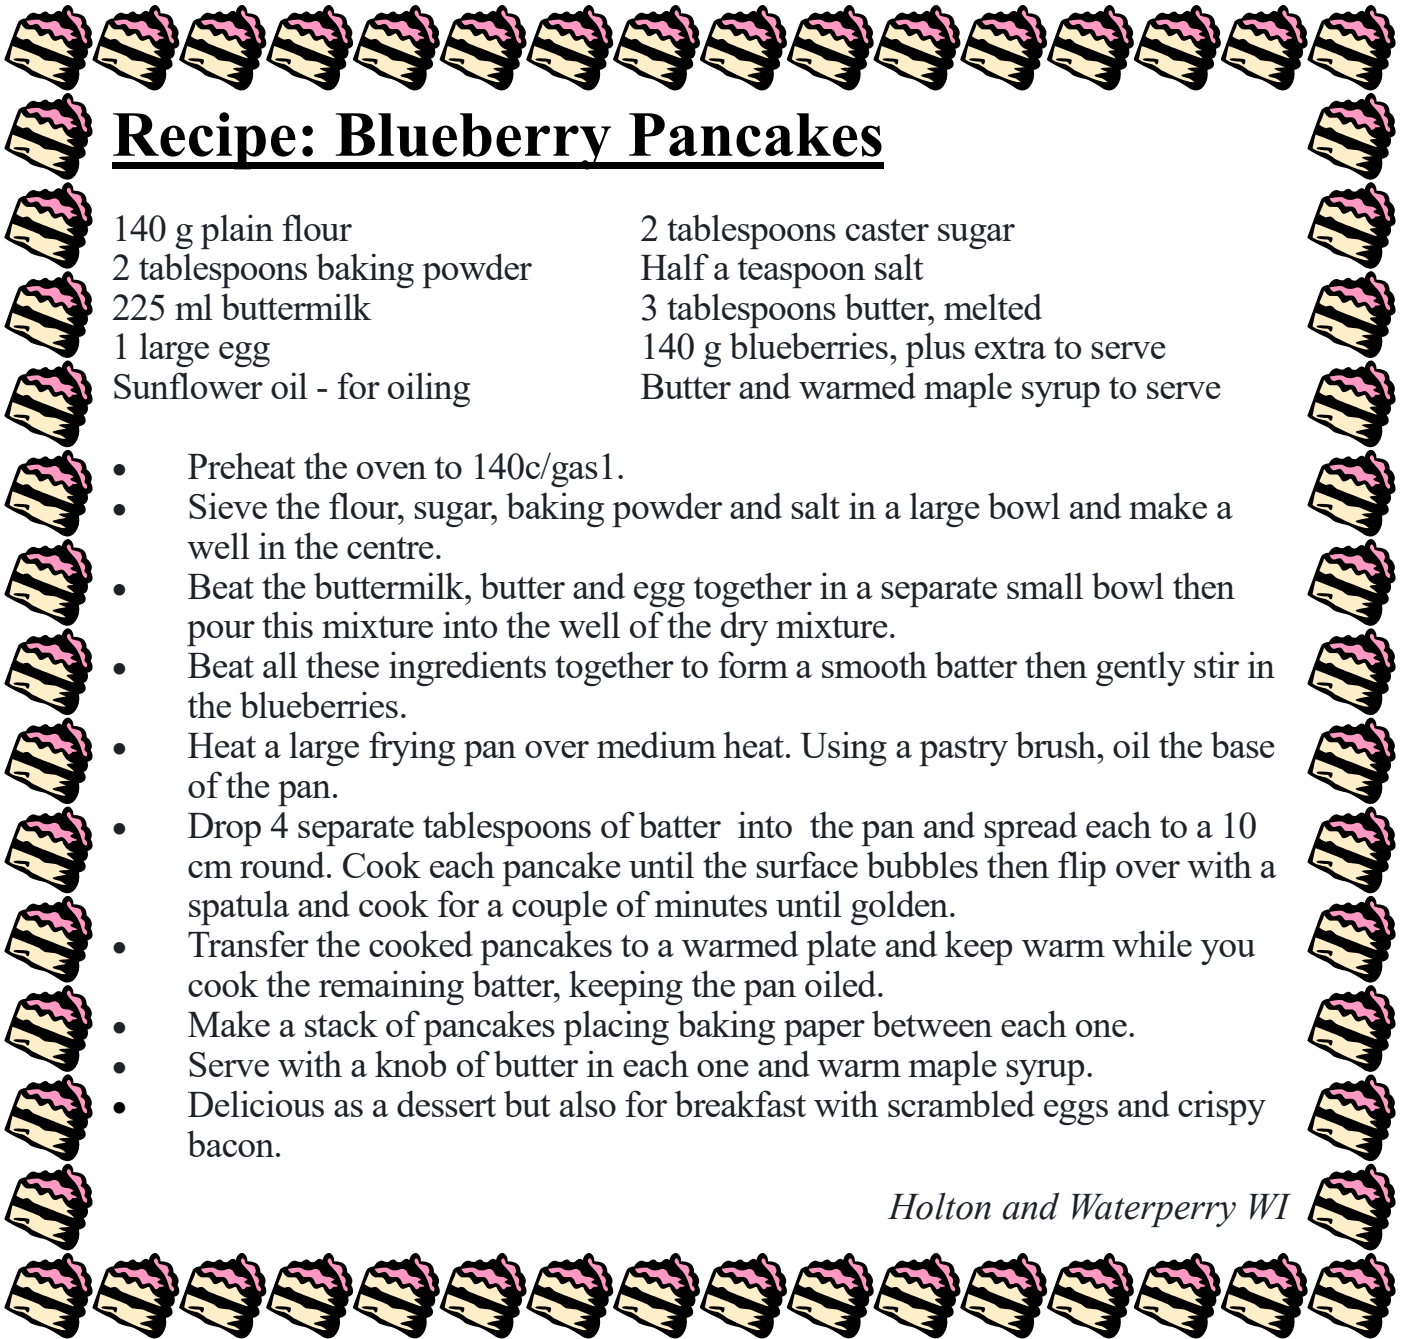 Recipe: Blueberry Pancakes
140 g plain flour
2 tablespoons baking powder
225 ml buttermilk
1 large egg
Sunflower oil - for oiling
2 tablespoons caster sugar
Half a teaspoon salt
3 tablespoons butter, melted
140 g blueberries, plus extra to serve
Butter and warmed maple syrup to serve
• Preheat the oven to 140c/gas1.
• Sieve the flour, sugar, baking powder and salt in a large bowl and make a
well in the centre.
• Beat the buttermilk, butter and egg together in a separate small bowl then
pour this mixture into the well of the dry mixture.
• Beat all these ingredients together to form a smooth batter then gently stir in
the blueberries.
• Heat a large frying pan over medium heat. Using a pastry brush, oil the base
of the pan.
• Drop 4 separate tablespoons of batter  into  the pan and spread each to a 10
cm round. Cook each pancake until the surface bubbles then flip over with a
spatula and cook for a couple of minutes until golden.
• Transfer the cooked pancakes to a warmed plate and keep warm while you
cook the remaining batter, keeping the pan oiled.
• Make a stack of pancakes placing baking paper between each one.
• Serve with a knob of butter in each one and warm maple syrup.
• Delicious as a dessert but also for breakfast with scrambled eggs and crispy
bacon.
Holton and Waterperry WI